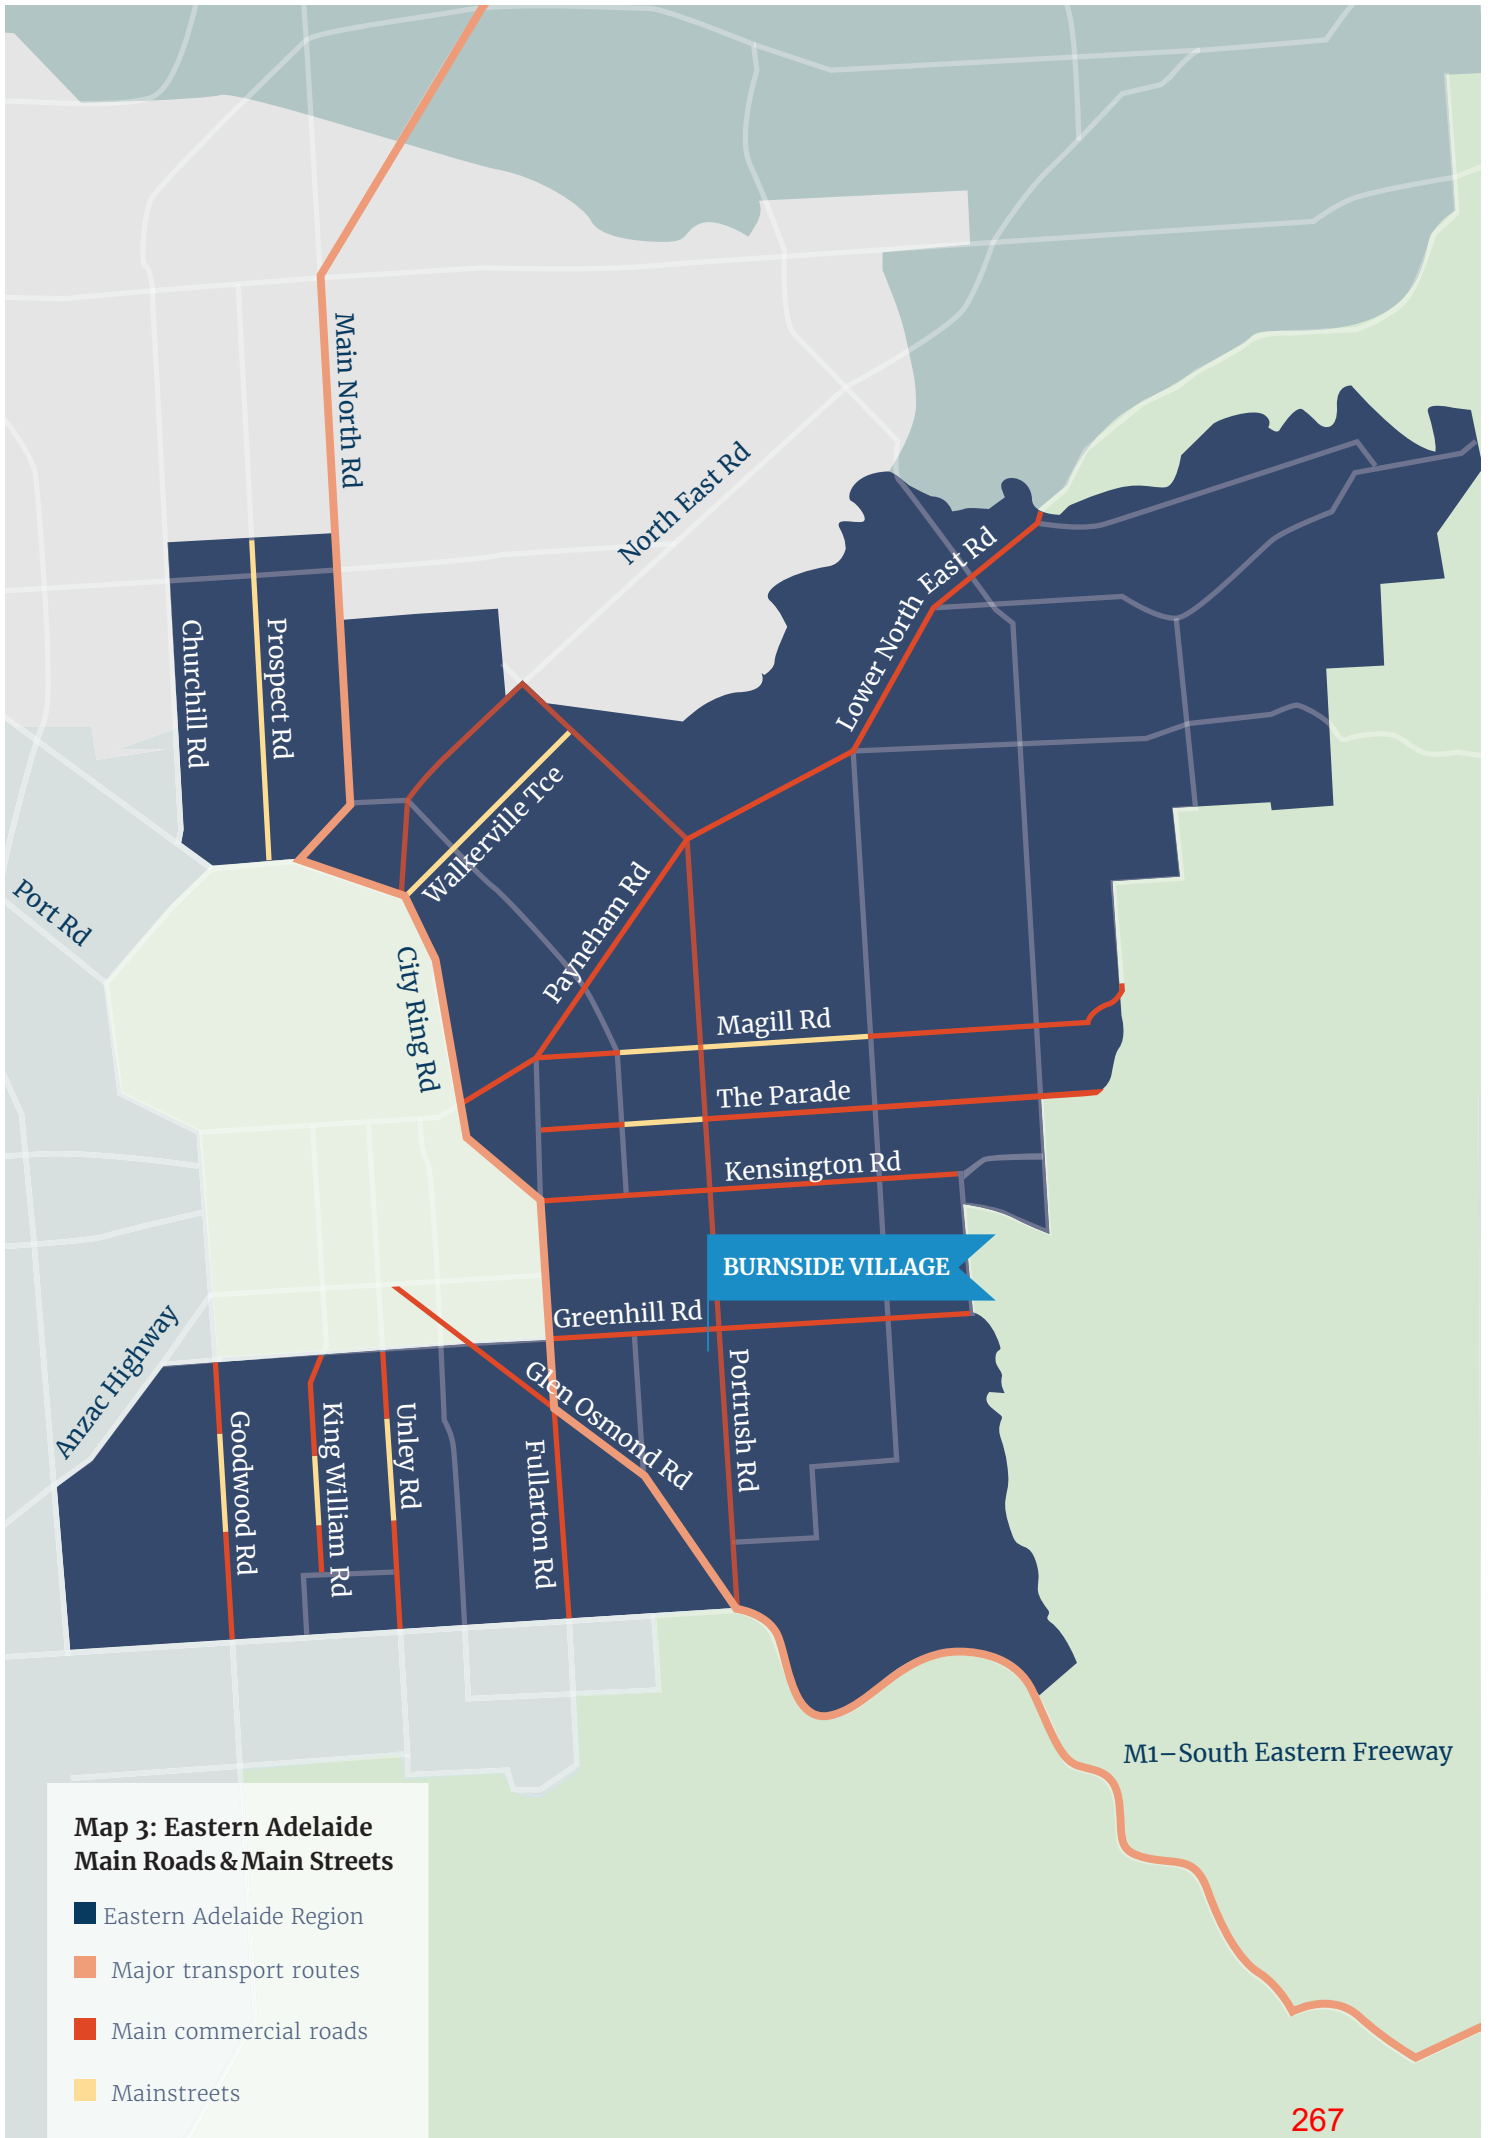 Main North Rd
North East Rd
Lower North East Rd
Churchill Rd
Prospect Rd
Walkerville Tce
Payneham Rd
Port Rd
City Ring Rd
Magill Rd
The Parade
Kensington Rd
BURNSIDE VILLAGE
Greenhill Rd
Anzac Highway
Glen Osmond Rd
Portrush Rd
Goodwood Rd
King William Rd
Unley Rd
Fullarton Rd
M1–South Eastern Freeway
Map 3: Eastern Adelaide
Main Roads & Main Streets
Eastern Adelaide Region
Major transport routes
Main commercial roads
Mainstreets
267